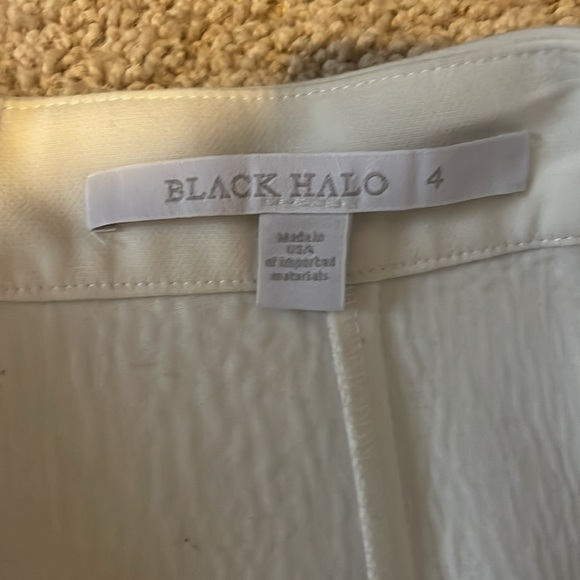 BLACK HALO 4
Made in
USA
of imported
materials